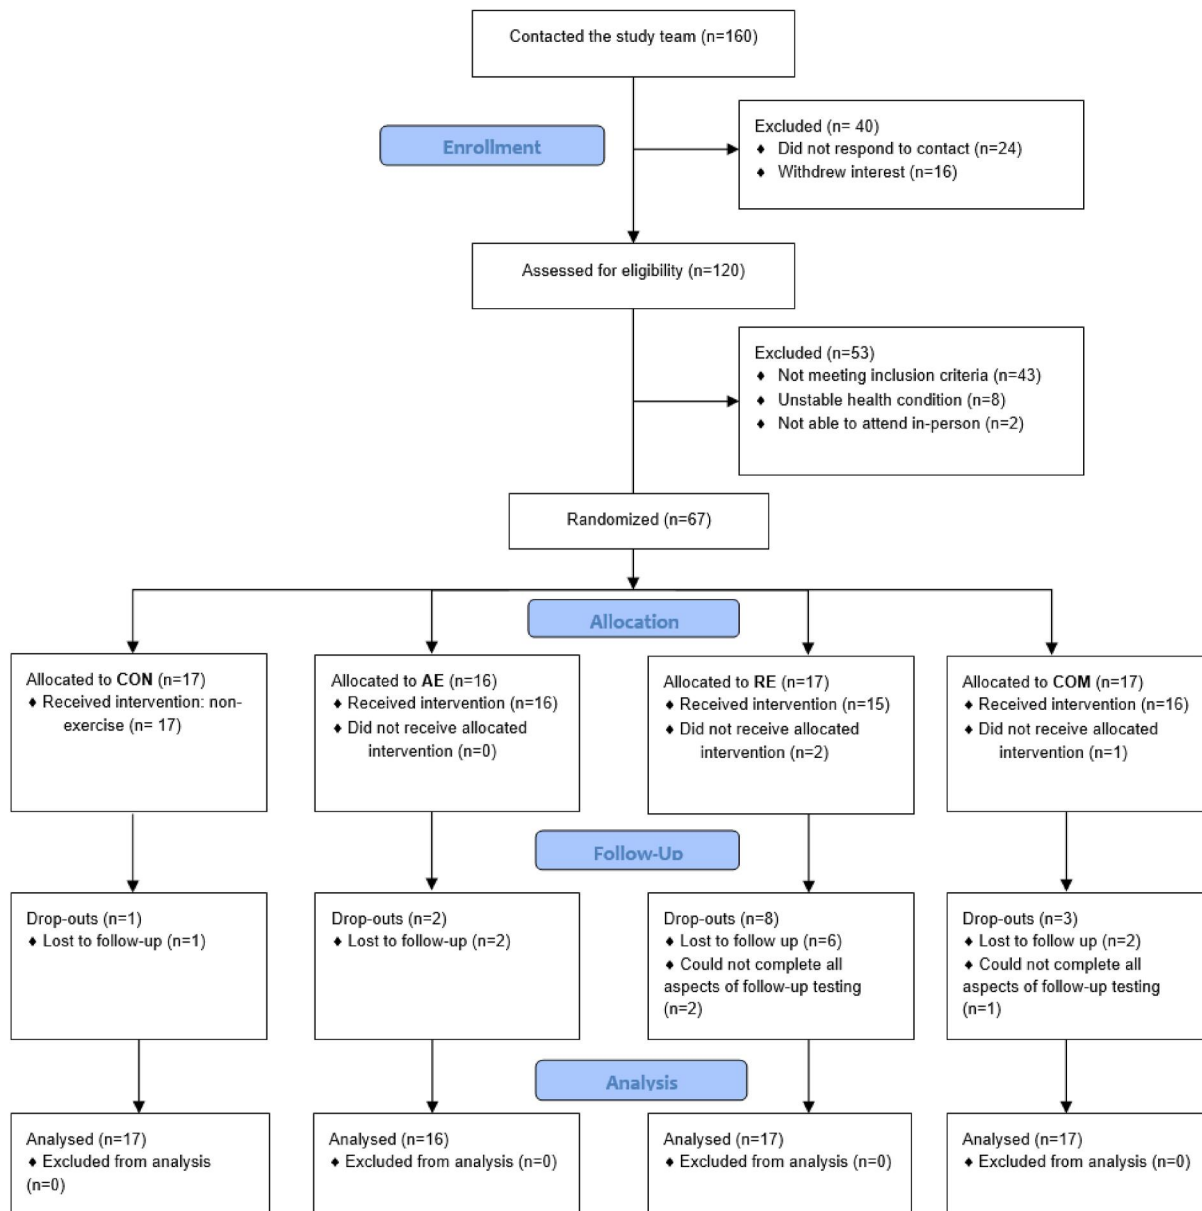 Contacted the study team (n=160)
Enrollment
Excluded (n= 40)
♦ Did not respond to contact (n=24)
♦ Withdrew interest (n=16)
Assessed for eligibility (n=120)
Excluded (n=53)
♦ Not meeting inclusion criteria (n=43)
♦ Unstable health condition (n=8)
♦ Not able to attend in-person (n=2)
Randomized (n=67)
Allocation
Allocated to CON (n=17)
♦ Received intervention: non-
exercise (n= 17)
Allocated to AE (n=16)
♦ Received intervention (n=16)
♦ Did not receive allocated
intervention (n=0)
Allocated to RE (n=17)
♦ Received intervention (n=15)
♦ Did not receive allocated
intervention (n=2)
Allocated to COM (n=17)
♦ Received intervention (n=16)
♦ Did not receive allocated
intervention (n=1)
Follow-Up
Drop-outs (n=1)
♦ Lost to follow-up (n=1)
Drop-outs (n=2)
♦ Lost to follow-up (n=2)
Drop-outs (n=8)
♦ Lost to follow up (n=6)
♦ Could not complete all
aspects of follow-up testing
(n=2)
Drop-outs (n=3)
♦ Lost to follow up (n=2)
♦ Could not complete all
aspects of follow-up testing
(n=1)
Analysis
Analysed (n=17)
♦ Excluded from analysis
(n=0)
Analysed (n=16)
♦ Excluded from analysis (n=0)
Analysed (n=17)
♦ Excluded from analysis (n=0)
Analysed (n=17)
♦ Excluded from analysis (n=0)